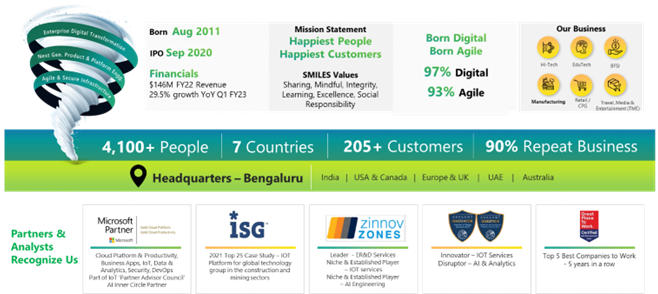 Enterprise Digital Transformation
Next Gen. Product & Platform Engg
Agile & Secure Infrastructure
Born Aug 2011
IPO Sep 2020
Financials
$146M FY22 Revenue
29.5% growth YoY Q1 FY23
Mission Statement
Happiest People
Happiest Customers
SMILES Values
Sharing, Mindful, Integrity,
Learning, Excellence, Social
Responsibility
Born Digital
Born Agile
97% Digital
93% Agile
Our Business
Hi-Tech
EduTech
BFSI
Manufacturing
Retail /
CPG
Travel, Media &
Entertainment (TME)
4,100+ People
7 Countries
205+ Customers
90% Repeat Business
Headquarters – Bengaluru
India | USA & Canada | Europe & UK | UAE | Australia
Partners &
Analysts
Recognize Us
Microsoft
Partner
Gold Cloud Platform
Gold Cloud Productivity
Microsoft
Cloud Platform & Productivity,
Business Apps, IoT, Data &
Analytics, Security, DevOps
Part of IoT 'Partner Advisory Council'
AI Inner Circle Partner
ISG
2021 Top 25 Case Study – IOT
Platform for global technology
group in the construction and
mining sectors
zinnov
ZONES
Leader - ER&D Services
Niche & Established Player
– IOT services
Niche & Established Player
– AI Engineering
Innovator – IOT Services
Disruptor – AI & Analytics
Great
Place
To
Work
Certified
Top 5 Best Companies to Work
- 5 years in a row